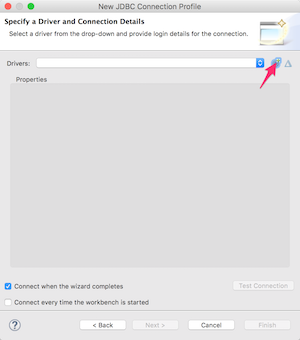 New JDBC Connection Profile
Specify a Driver and Connection Details
Select a driver from the drop-down and provide login details for the connection.
Drivers:
Properties
Connect when the wizard completes
Test Connection
Connect every time the workbench is started
?
< Back
Next >
Cancel
Finish